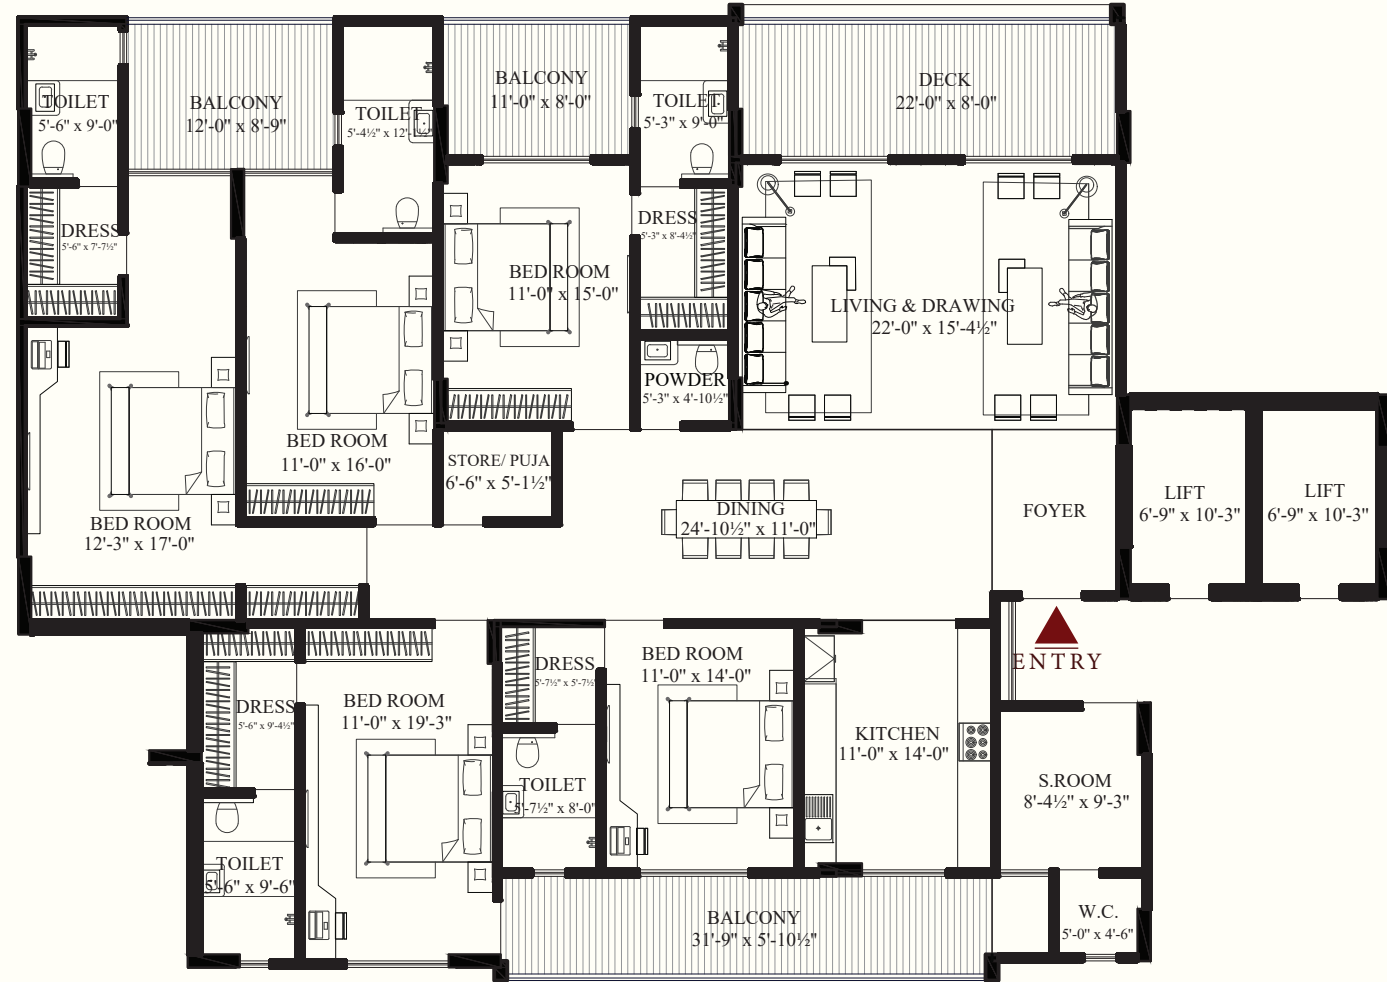 TOILET
5'-6" x 9'-0"
BALCONY
12'-0" x 8'-9"
TOILET
5'-4½" x 12'-1½"
BALCONY
11'-0" x 8'-0"
TOILET
5'-3" x 9'-0"
DECK
22'-0" x 8'-0"
DRESS
5'-6" x 7'-7½"
BED ROOM
11'-0" x 15'-0"
DRESS
5'-3" x 8'-4½"
LIVING & DRAWING
22'-0" x 15'-4½"
POWDER
5'-3" x 4'-10½"
BED ROOM
11'-0" x 16'-0"
STORE/ PUJA
6'-6" x 5'-1½"
BED ROOM
12'-3" x 17'-0"
DINING
24'-10½" x 11'-0"
FOYER
LIFT
6'-9" x 10'-3"
LIFT
6'-9" x 10'-3"
ENTRY
DRESS
5'-6" x 9'-4½"
BED ROOM
11'-0" x 19'-3"
DRESS
5'-7½" x 5'-7½"
BED ROOM
11'-0" x 14'-0"
KITCHEN
11'-0" x 14'-0"
S.ROOM
8'-4½" x 9'-3"
TOILET
5'-7½" x 8'-0"
TOILET
5'-6" x 9'-6"
BALCONY
31'-9" x 5'-10½"
W.C.
5'-0" x 4'-6"